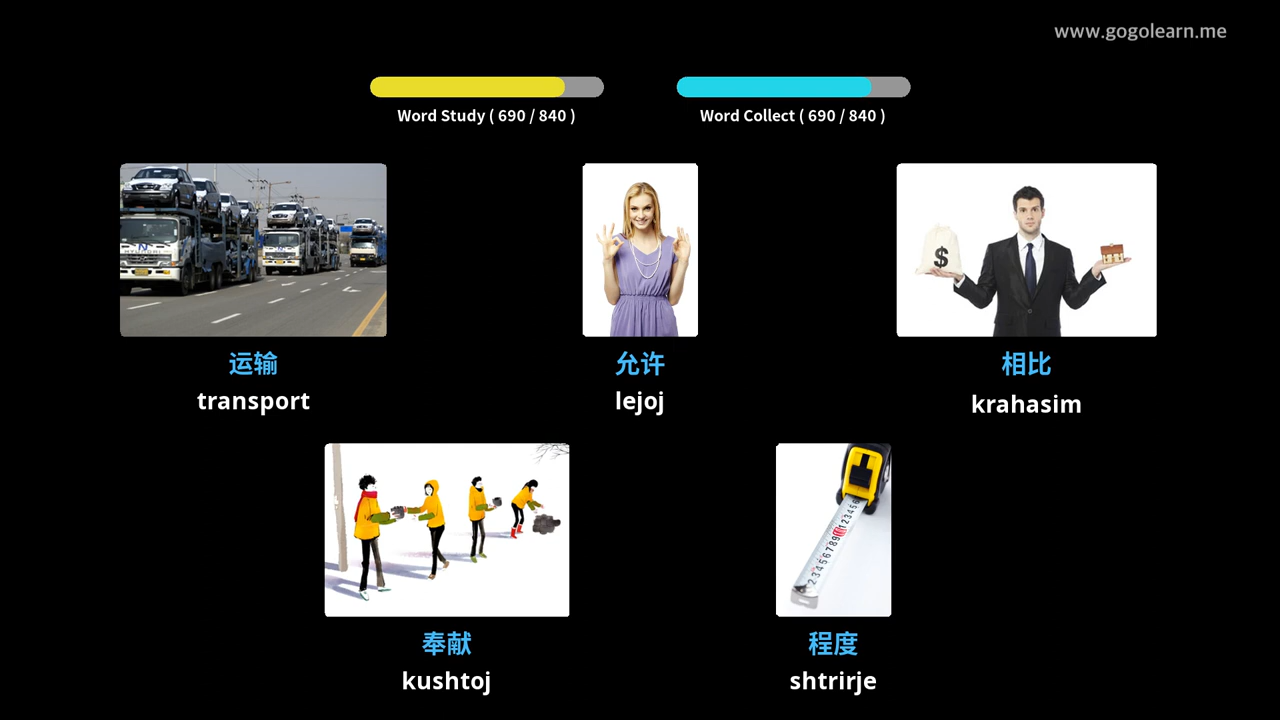 www.gogolearn.me
Word Study ( 690 / 840 )
Word Collect ( 690 / 840 )
运输
transport
允许
lejoj
相比
krahasim
奉献
kushtoj
程度
shtrirje